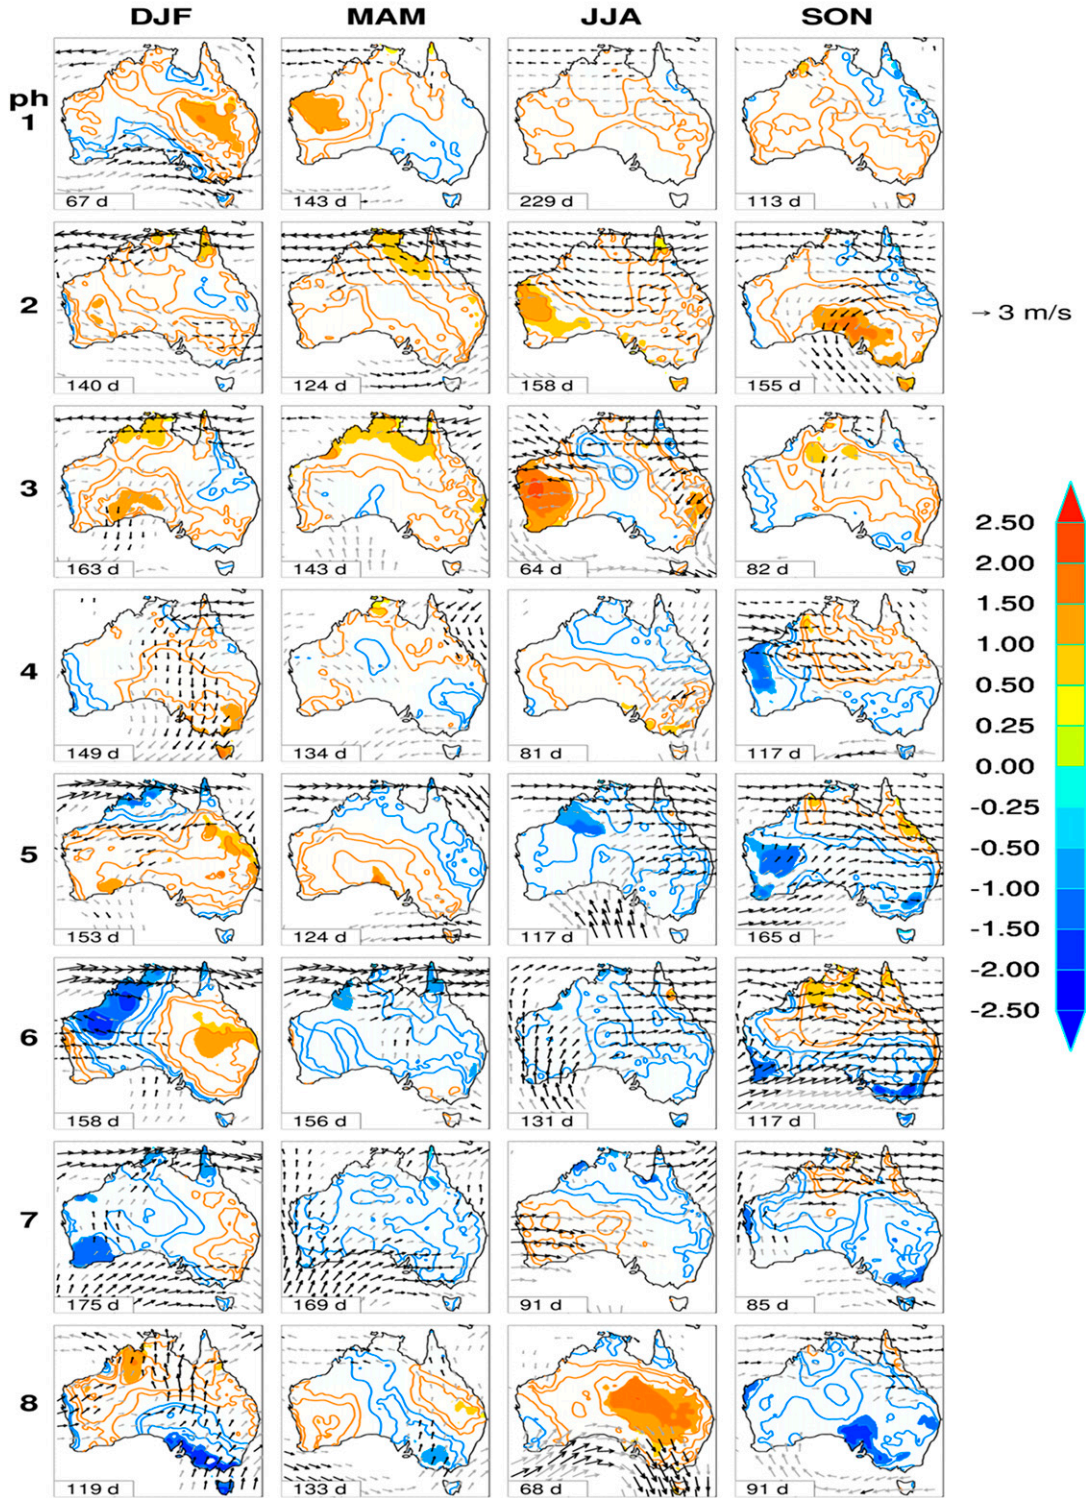 DJF MAM JJA SON
ph
1
67 d 143 d 229 d 113 d
2
→ 3 m/s
140 d 124 d 158 d 155 d
3
163 d 143 d 64 d 82 d
4
149 d 134 d 81 d 117 d
5
153 d 124 d 117 d 165 d
6
158 d 156 d 131 d 117 d
7
175 d 169 d 91 d 85 d
8
119 d 133 d 68 d 91 d
2.50
2.00
1.50
1.00
0.50
0.25
0.00
-0.25
-0.50
-1.00
-1.50
-2.00
-2.50